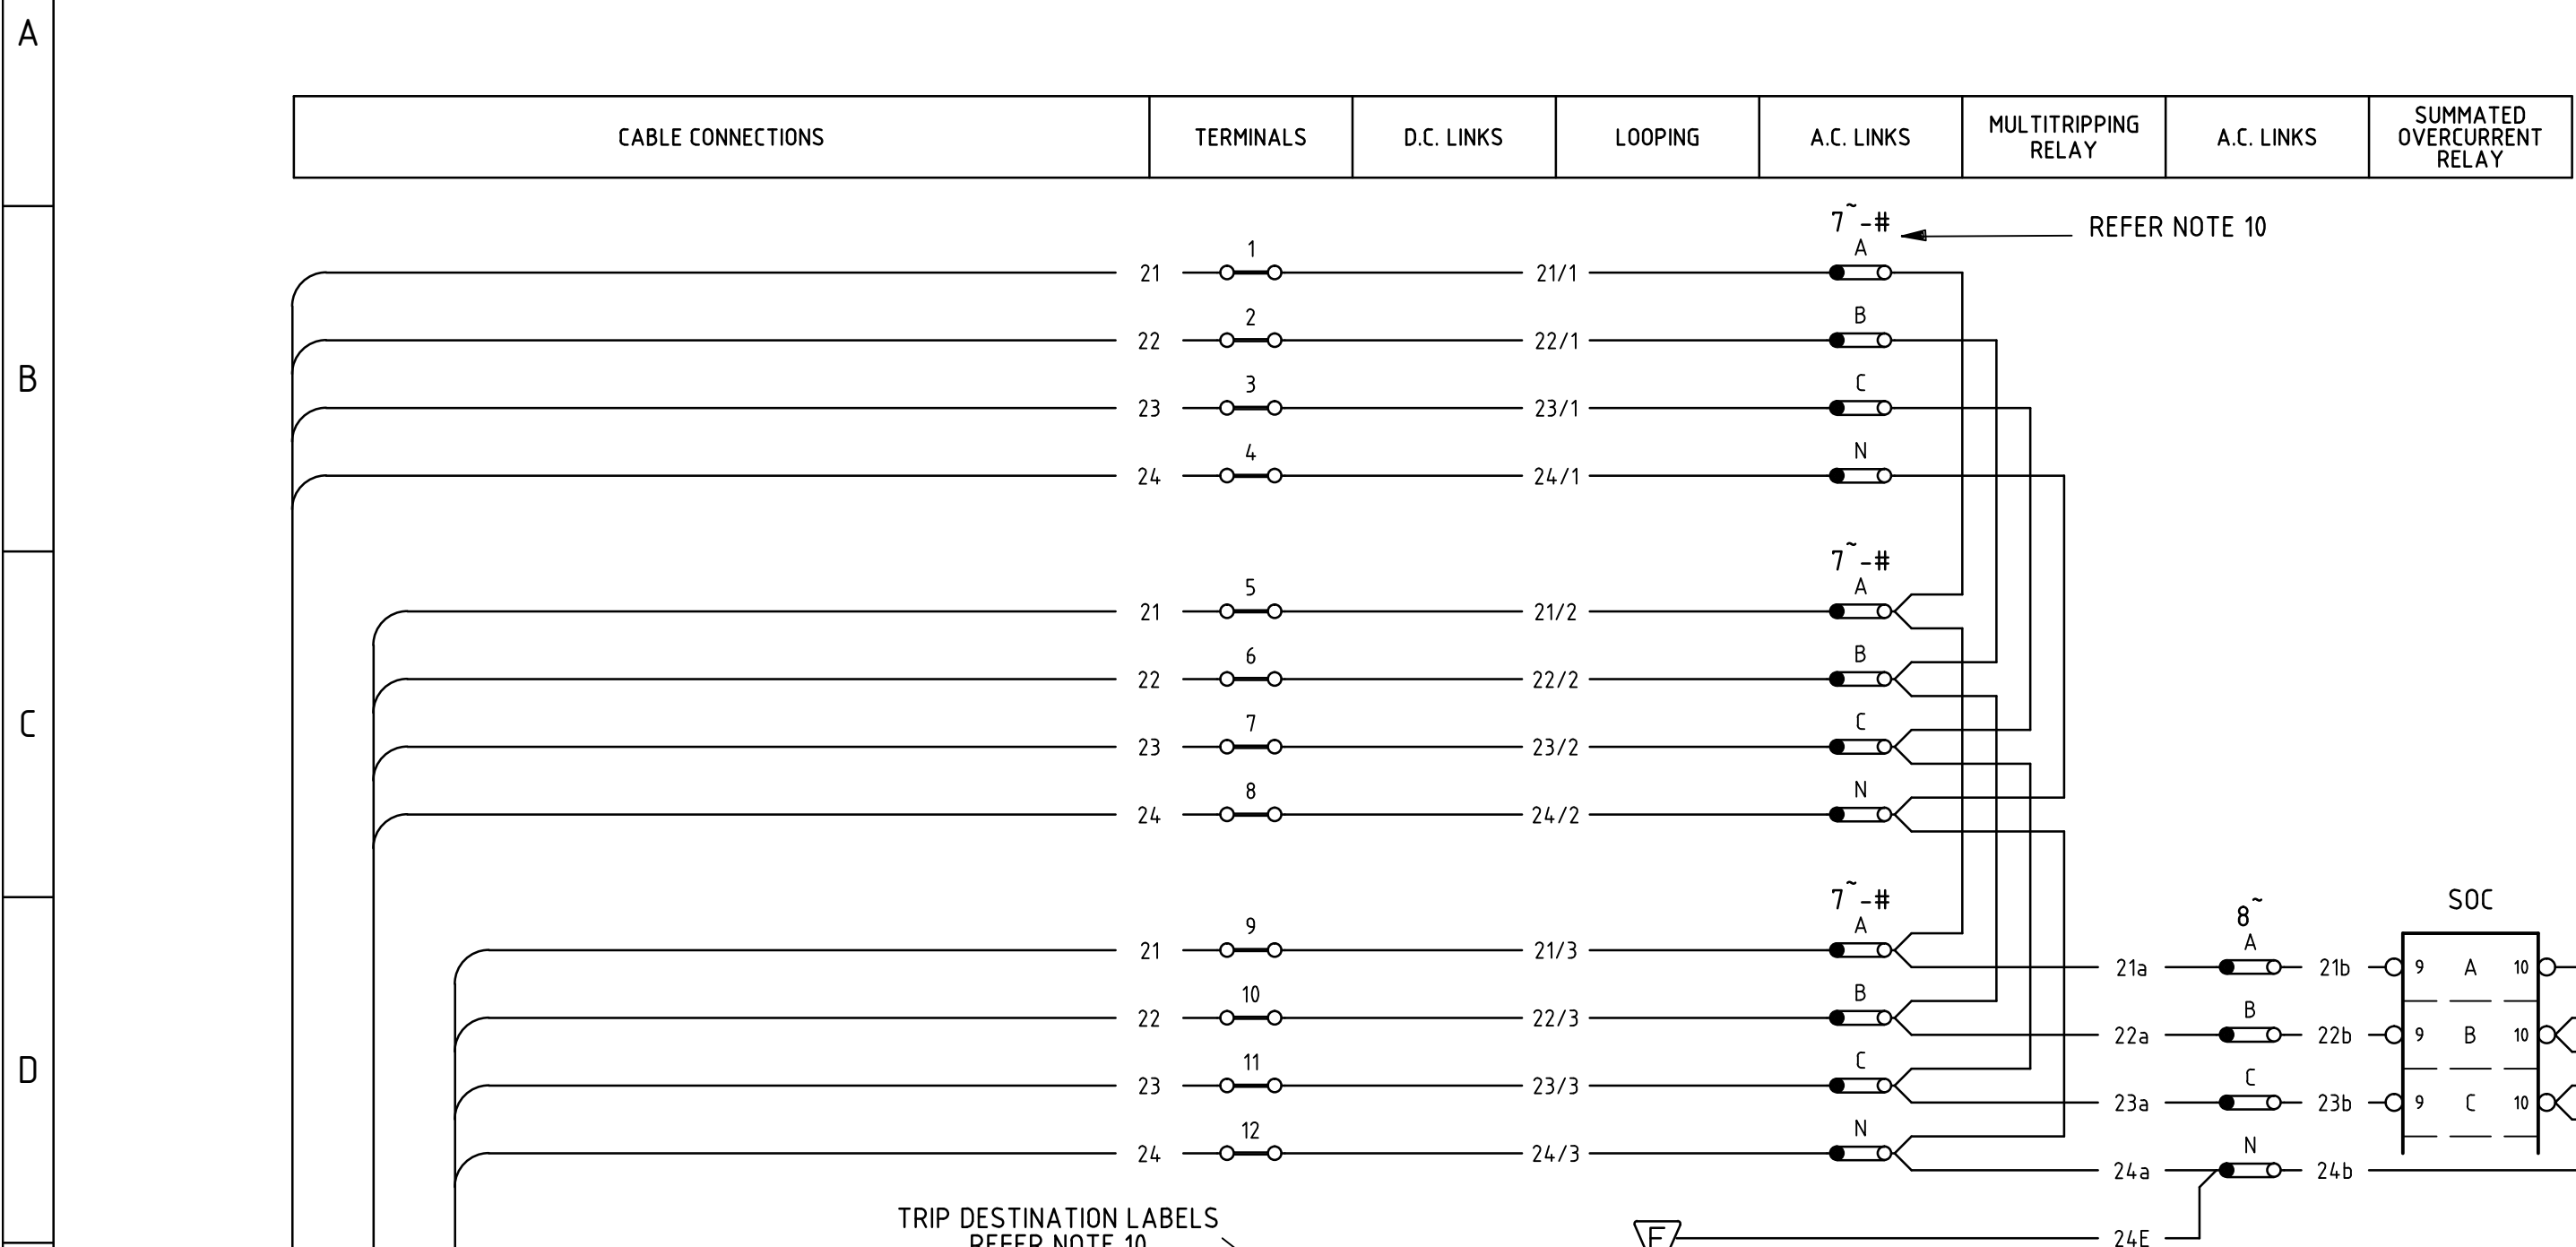 A
CABLE CONNECTIONS TERMINALS D.C. LINKS LOOPING A.C. LINKS MULTITRIPPING RELAY A.C. LINKS SUMMATED OVERCURRENT RELAY
7~-# REFER NOTE 10
1 A
21 21/1
2 B
22 22/1
B
3 C
23 23/1
4 N
24 24/1
7~-#
5 A
21 21/2
6 B
22 22/2
C
7 C
23 23/2
8 N
24 24/2
7~-# 8~ SOC
9 A A
21 21/3 21a 21b 9 A 10
10 B B
22 22/3 22a 22b 9 B 10
D
11 C C
23 23/3 23a 23b 9 C 10
12 N N
24 24/3 24a 24b
TRIP DESTINATION LABELS
REFER NOTE 10
E 24E